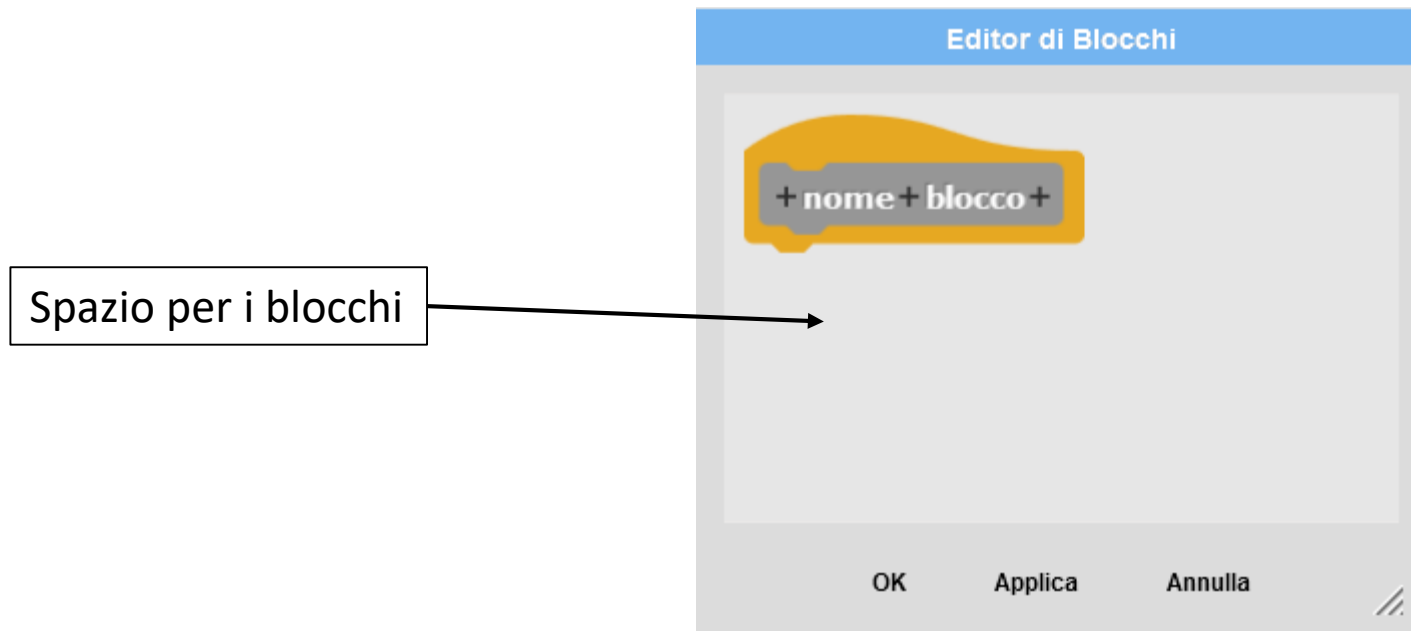 Editor di Blocchi
+nome+blocco+
Spazio per i blocchi
OK Applica Annulla